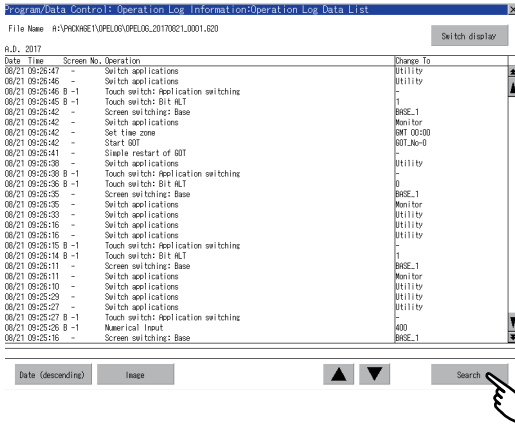 Program/Data Control: Operation Log Information:Operation Log Data List
File Name A:\PACKAGE1\OPELOG\OPELOG_20170821_0001.G2O
Switch display
A.D. 2017
Date Time Screen No. Operation Change To
08/21 09:26:47 - Switch applications Utility
08/21 09:26:46 - Switch applications Utility
08/21 09:26:46 B -1 Touch switch: Application switching -
08/21 09:26:45 B -1 Touch switch: Bit ALT 1
08/21 09:26:42 - Screen switching: Base BASE_1
08/21 09:26:42 - Switch applications Monitor
08/21 09:26:42 - Set time zone GMT 00:00
08/21 09:26:42 - Start GOT GOT_No-0
08/21 09:26:41 - Simple restart of GOT -
08/21 09:26:38 - Switch applications Utility
08/21 09:26:38 B -1 Touch switch: Application switching -
08/21 09:26:36 B -1 Touch switch: Bit ALT 0
08/21 09:26:35 - Screen switching: Base BASE_1
08/21 09:26:35 - Switch applications Monitor
08/21 09:26:33 - Switch applications Utility
08/21 09:26:16 - Switch applications Utility
08/21 09:26:16 - Switch applications Utility
08/21 09:26:15 B -1 Touch switch: Application switching -
08/21 09:26:14 B -1 Touch switch: Bit ALT 1
08/21 09:26:11 - Screen switching: Base BASE_1
08/21 09:26:11 - Switch applications Monitor
08/21 09:26:10 - Switch applications Utility
08/21 09:25:29 - Switch applications Utility
08/21 09:25:27 - Switch applications Utility
08/21 09:25:27 B -1 Touch switch: Application switching -
08/21 09:25:26 B -1 Numerical Input 400
08/21 09:25:16 - Screen switching: Base BASE_1
Date (descending) Image Search